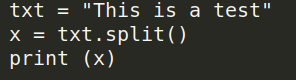 txt = "This is a test"
x = txt.split()
print (x)